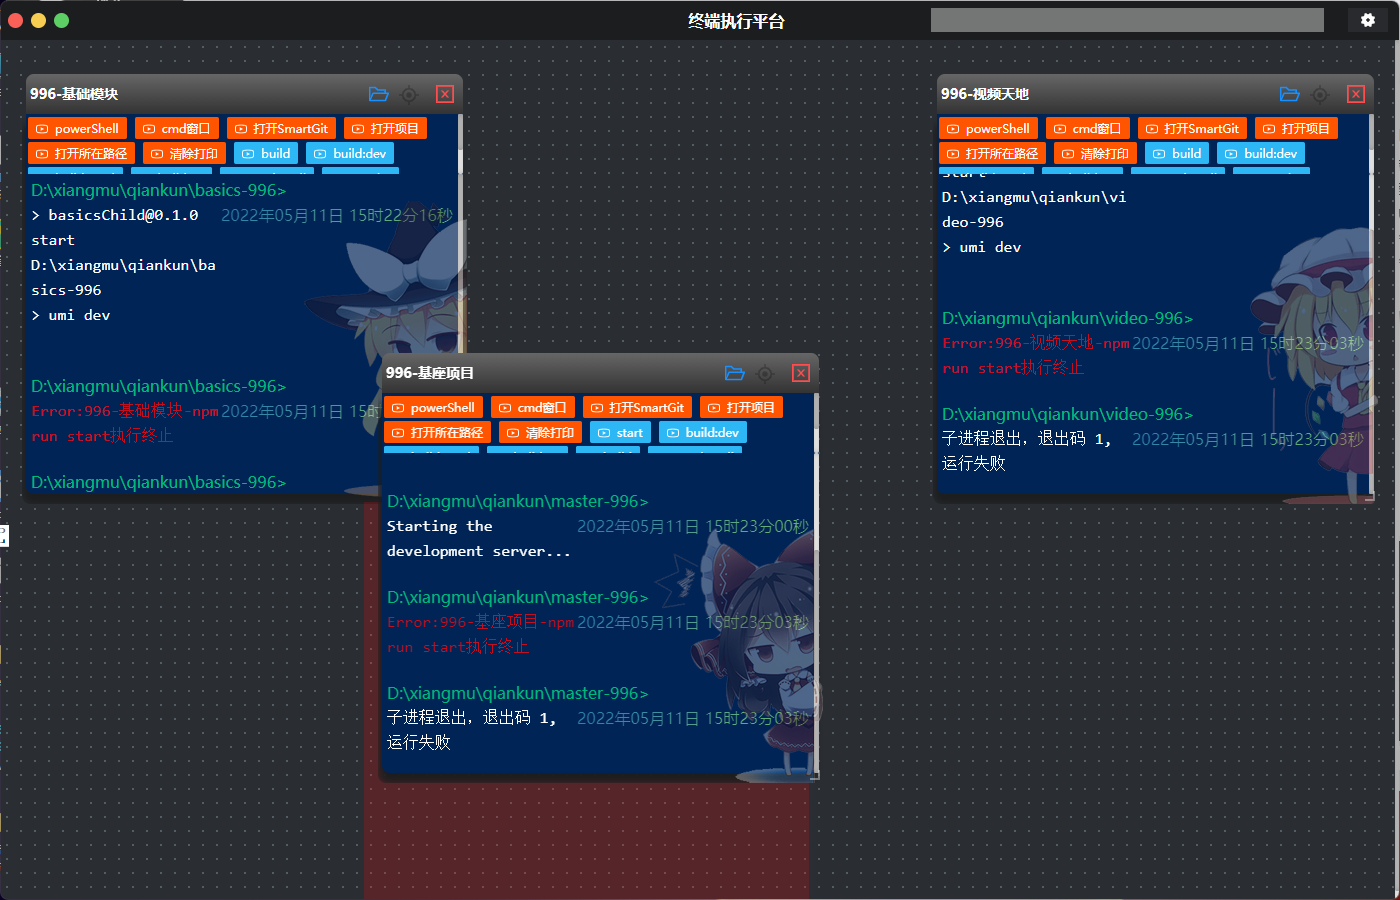 终端执行平台
996-基础模块
powerShell cmd窗口 打开SmartGit 打开项目
打开所在路径 清除打印 build build:dev
D:\xiangmu\qiankun\basics-996>
> basicsChild@0.1.0 2022年05月11日 15时22分16秒
start
D:\xiangmu\qiankun\ba
sics-996
> umi dev
D:\xiangmu\qiankun\basics-996>
Error:996-基础模块-npm 2022年05月11日 15时
run start执行终止
D:\xiangmu\qiankun\basics-996>
996-基座项目
powerShell cmd窗口 打开SmartGit 打开项目
打开所在路径 清除打印 start build:dev
D:\xiangmu\qiankun\master-996>
Starting the 2022年05月11日 15时23分00秒
development server...
D:\xiangmu\qiankun\master-996>
Error:996-基座项目-npm 2022年05月11日 15时23分03秒
run start执行终止
D:\xiangmu\qiankun\master-996>
子进程退出，退出码 1, 2022年05月11日 15时23分03秒
运行失败
996-视频天地
powerShell cmd窗口 打开SmartGit 打开项目
打开所在路径 清除打印 build build:dev
start
D:\xiangmu\qiankun\vi
deo-996
> umi dev
D:\xiangmu\qiankun\video-996>
Error:996-视频天地-npm 2022年05月11日 15时23分03秒
run start执行终止
D:\xiangmu\qiankun\video-996>
子进程退出，退出码 1, 2022年05月11日 15时23分03秒
运行失败